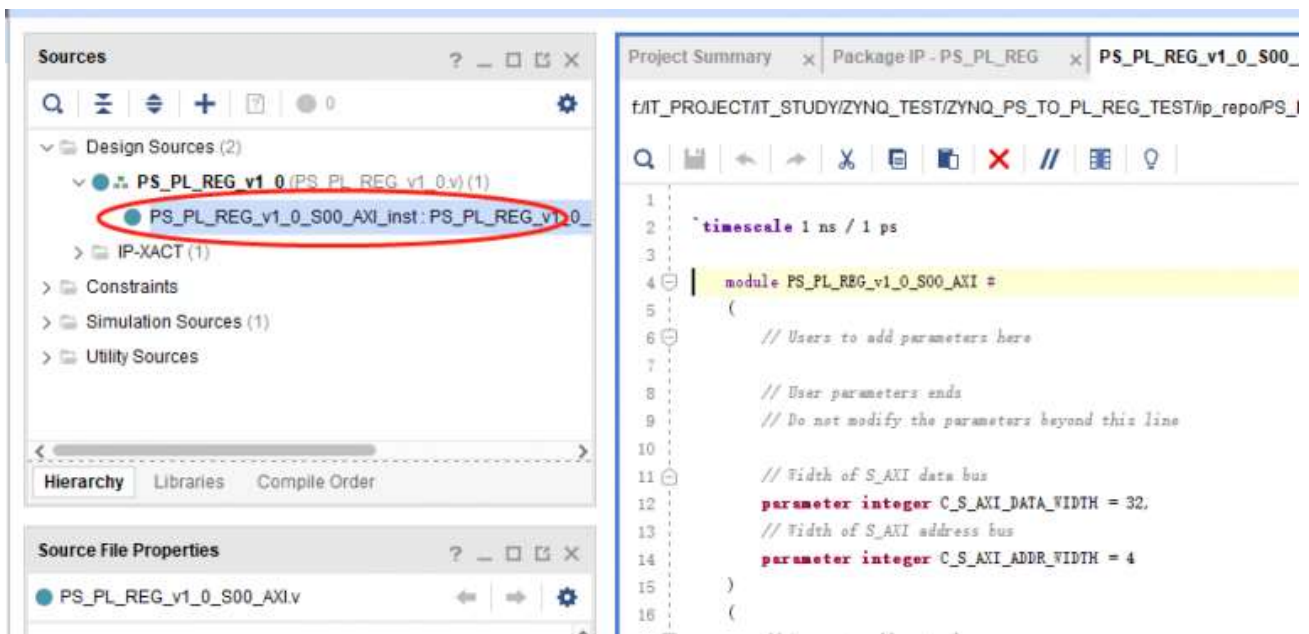 Sources
? _ □ X
0
Design Sources (2)
PS_PL_REG_v1_0 (PS_PL_REG_v1_0.v) (1)
PS_PL_REG_v1_0_S00_AXI_inst : PS_PL_REG_v1_0_
IP-XACT (1)
Constraints
Simulation Sources (1)
Utility Sources
Hierarchy Libraries Compile Order
Source File Properties
? _ □ X
PS_PL_REG_v1_0_S00_AXI.v
Project Summary x Package IP - PS_PL_REG x PS_PL_REG_v1_0_S00_
f:/IT_PROJECT/IT_STUDY/ZYNQ_TEST/ZYNQ_PS_TO_PL_REG_TEST/ip_repo/PS_
1
2 `timescale 1 ns / 1 ps
3
4 module PS_PL_REG_v1_0_S00_AXI #
5 (
6 // Users to add parameters here
7
8 // User parameters ends
9 // Do not modify the parameters beyond this line
10
11 // Width of S_AXI data bus
12 parameter integer C_S_AXI_DATA_WIDTH = 32,
13 // Width of S_AXI address bus
14 parameter integer C_S_AXI_ADDR_WIDTH = 4
15 )
16 (